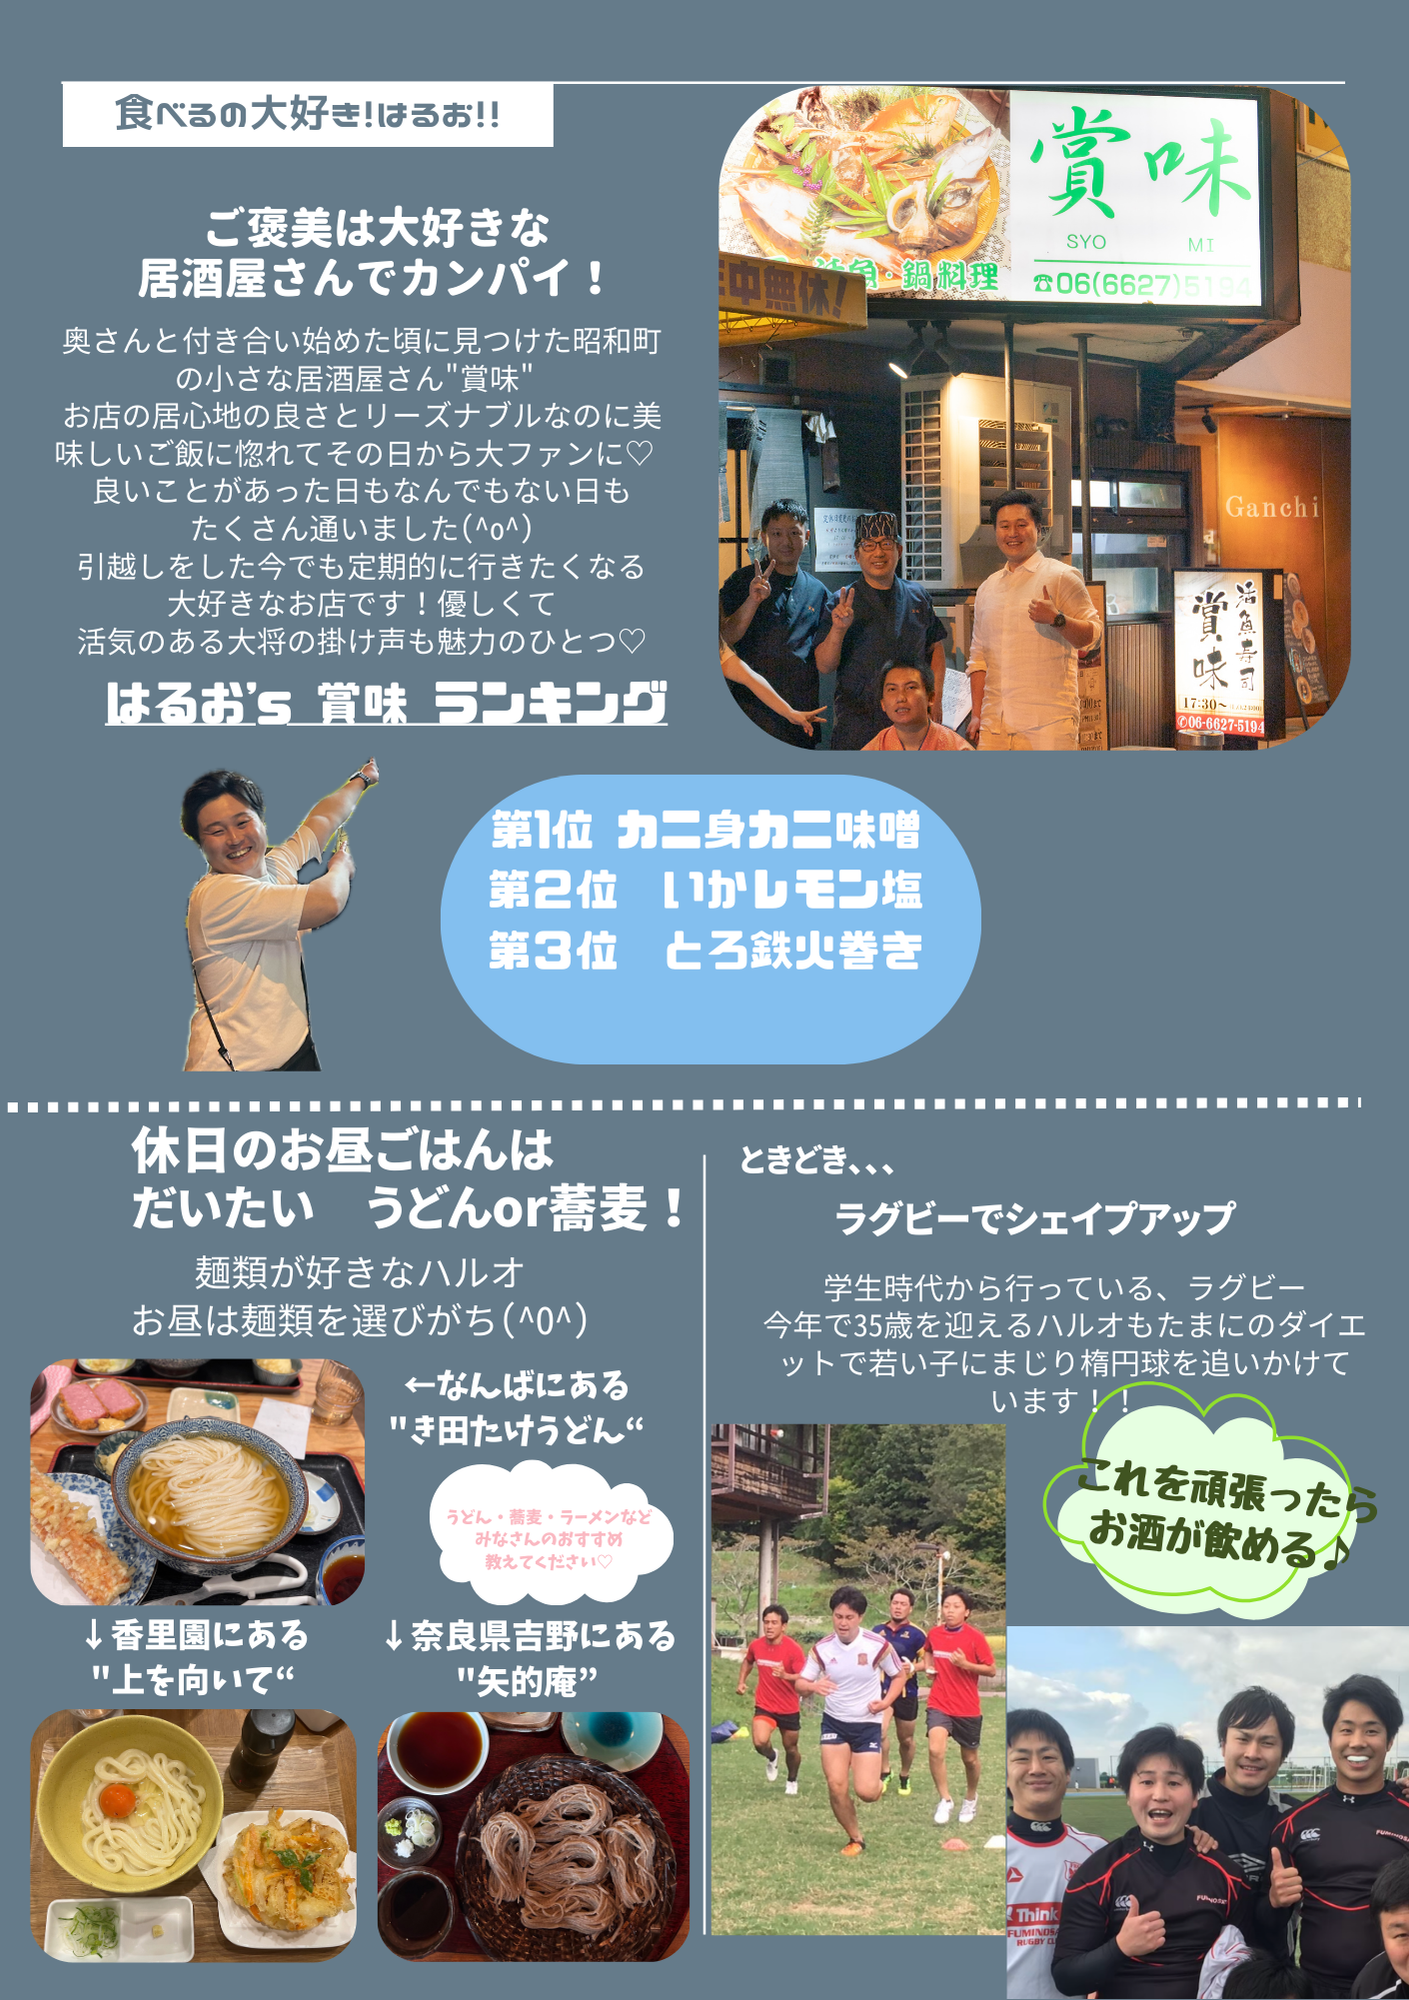 食べるの大好き!はるお!!
ご褒美は大好きな
居酒屋さんでカンパイ！
奥さんと付き合い始めた頃に見つけた昭和町
の小さな居酒屋さん"賞味"
お店の居心地の良さとリーズナブルなのに美
味しいご飯に惚れてその日から大ファンに♡
良いことがあった日もなんでもない日も
たくさん通いました(^o^)
引越しをした今でも定期的に行きたくなる
大好きなお店です！優しくて
活気のある大将の掛け声も魅力のひとつ♡
賞味
SYO MI
魚・鍋料理
☎06(6627)5194
中無休!
Ganchi
活魚寿司
賞味
17:30~
✆06-6627-5194
はるお's 賞味 ランキング
第1位 カニ身カニ味噌
第2位 いかレモン塩
第3位 とろ鉄火巻き
休日のお昼ごはんは
だいたい うどんor蕎麦！
麺類が好きなハルオ
お昼は麺類を選びがち(^0^)
←なんばにある
"き田たけうどん“
うどん・蕎麦・ラーメンなど
みなさんのおすすめ
教えてください♡
↓香里園にある
"上を向いて“
↓奈良県吉野にある
"矢的庵”
ときどき、、、
ラグビーでシェイプアップ
学生時代から行っている、ラグビー
今年で35歳を迎えるハルオもたまにのダイエ
ットで若い子にまじり楕円球を追いかけて
います！！
これを頑張ったら
お酒が飲める♪
Think
FUMINOSA
RUGBY CL
FUMINOSA